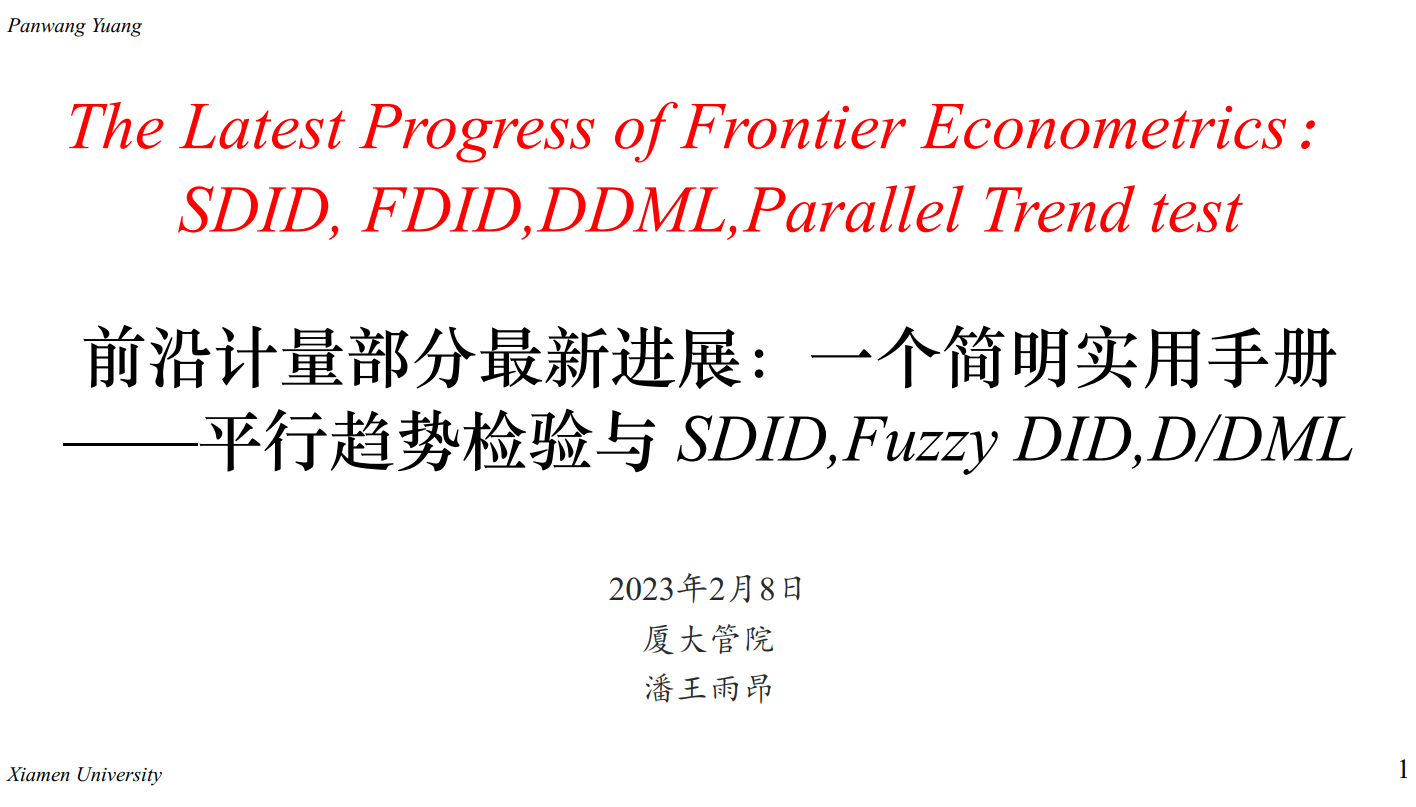 Panwang Yuang
The Latest Progress of Frontier Econometrics：
SDID, FDID,DDML,Parallel Trend test
前沿计量部分最新进展：一个简明实用手册
——平行趋势检验与 SDID,Fuzzy DID,D/DML
2023年2月8日
厦大管院
潘王雨昂
Xiamen University
1